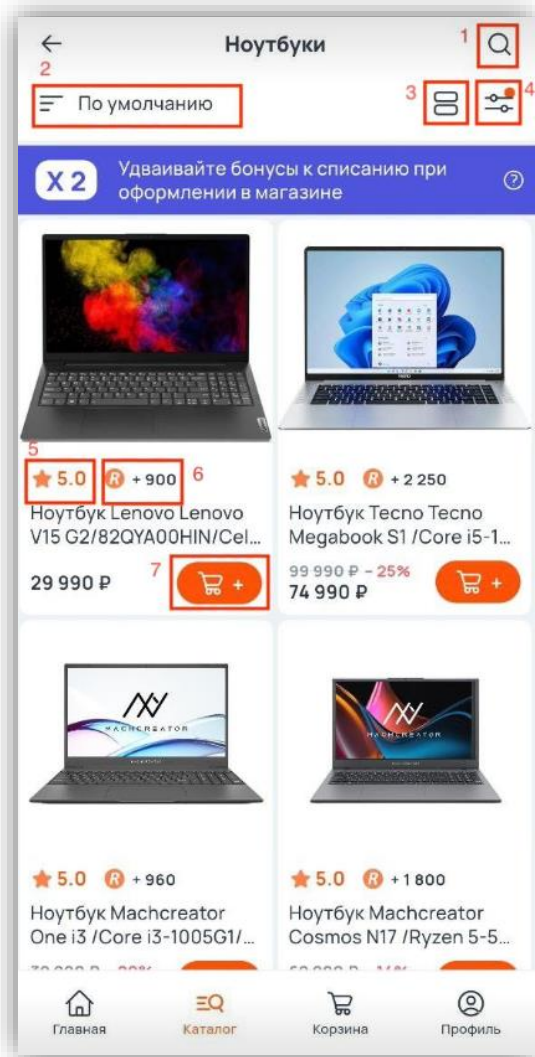 Ноутбуки
1
2
По умолчанию
3
4
X 2
Удваивайте бонусы к списанию при
оформлении в магазине
?
5
5.0
R + 900
6
5.0
R + 2 250
Ноутбук Lenovo Lenovo
V15 G2/82QYA00HIN/Cel...
Ноутбук Tecno Tecno
Megabook S1 /Core i5-1...
29 990 ₽
7
+
99 990 ₽ – 25%
74 990 ₽
+
MACHCREATOR
MACHCREATOR
5.0
R + 960
5.0
R + 1 800
Ноутбук Machcreator
One i3 /Core i3-1005G1/...
Ноутбук Machcreator
Cosmos N17 /Ryzen 5-5...
Главная
Каталог
Корзина
Профиль